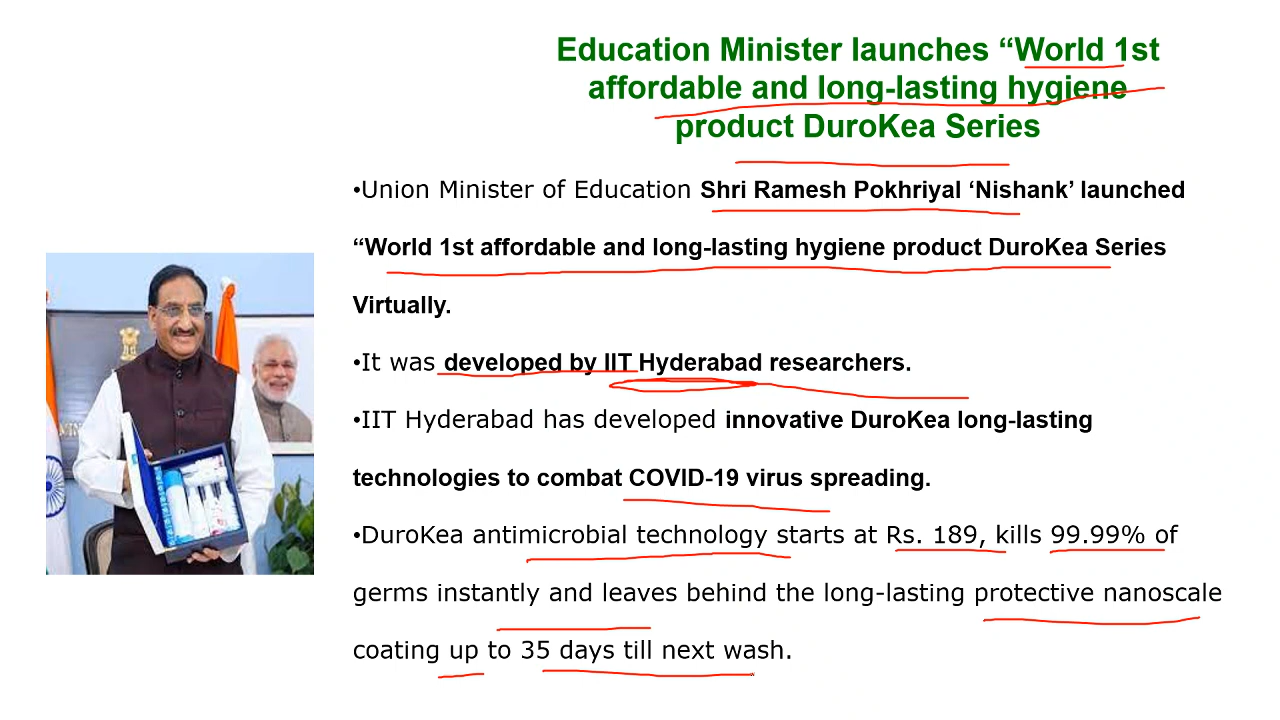 Education Minister launches “World 1st
affordable and long-lasting hygiene
product DuroKea Series
•Union Minister of Education Shri Ramesh Pokhriyal ‘Nishank’ launched
“World 1st affordable and long-lasting hygiene product DuroKea Series
Virtually.
•It was developed by IIT Hyderabad researchers.
•IIT Hyderabad has developed innovative DuroKea long-lasting
technologies to combat COVID-19 virus spreading.
•DuroKea antimicrobial technology starts at Rs. 189, kills 99.99% of
germs instantly and leaves behind the long-lasting protective nanoscale
coating up to 35 days till next wash.